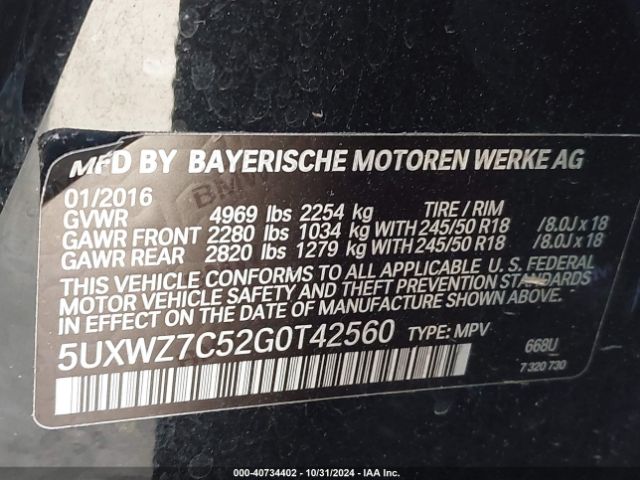 MFD BY BAYERISCHE MOTOREN WERKE AG
01/2016
GVWR 4969 lbs 2254 kg TIRE / RIM
GAWR FRONT 2280 lbs 1034 kg WITH 245/50 R18 /8.0J x 18
GAWR REAR 2820 lbs 1279 kg WITH 245/50 R18 /8.0J x 18
THIS VEHICLE CONFORMS TO ALL APPLICABLE U. S. FEDERAL
MOTOR VEHICLE SAFETY AND THEFT PREVENTION STANDARDS
IN EFFECT ON THE DATE OF MANUFACTURE SHOWN ABOVE.
5UXWZ7C52G0T42560 TYPE: MPV
668U
7 320 730
000-40734402 - 10/31/2024 - IAA Inc.